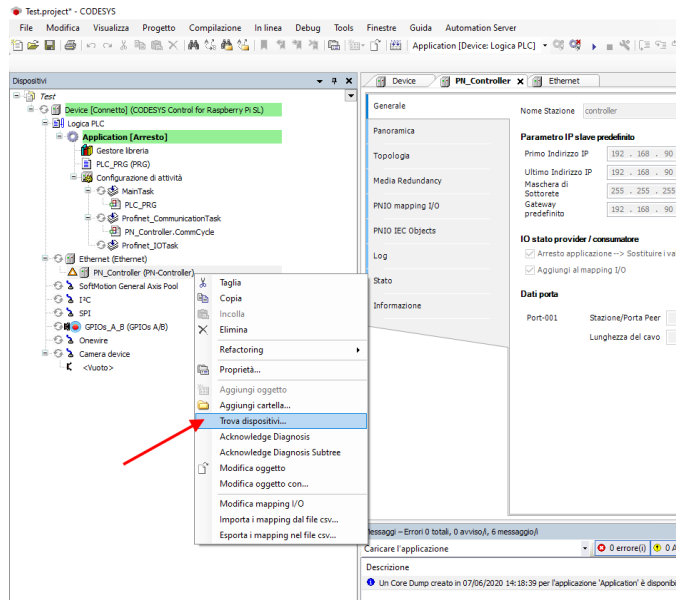 Test.project* - CODESYS
File Modifica Visualizza Progetto Compilazione In linea Debug Tools Finestre Guida Automation Server
Application [Device: Logica PLC]
Dispositivi
Test
Device [Connetto] (CODESYS Control for Raspberry Pi SL)
Logica PLC
Application [Arresto]
Gestore libreria
PLC_PRG (PRG)
Configurazione di attività
MainTask
PLC_PRG
Profinet_CommunicationTask
PN_Controller.CommCycle
Profinet_IOTask
Ethernet (Ethernet)
PN_Controller (PN-Controller)
SoftMotion General Axis Pool
I²C
SPI
GPIOs_A_B (GPIOs A/B)
Onewire
Camera device
<Vuoto>
Taglia
Copia
Incolla
Elimina
Refactoring
Proprietà...
Aggiungi oggetto
Aggiungi cartella...
Trova dispositivi...
Acknowledge Diagnosis
Acknowledge Diagnosis Subtree
Modifica oggetto
Modifica oggetto con...
Modifica mapping I/O
Importa i mapping dal file csv...
Esporta i mapping nel file csv...
Device PN_Controller Ethernet
Generale
Panoramica
Topologia
Media Redundancy
PNIO mapping I/O
PNIO IEC Objects
Log
Stato
Informazione
Nome Stazione controller
Parametro IP slave predefinito
Primo Indirizzo IP 192 . 168 . 90
Ultimo Indirizzo IP 192 . 168 . 90
Maschera di Sottorete 255 . 255 . 255
Gateway predefinito 192 . 168 . 90
IO stato provider / consumatore
Arresto applicazione --> Sostituire i va
Aggiungi al mapping I/O
Dati porta
Port-001 Stazione/Porta Peer
Lunghezza del cavo
Messaggi – Errori 0 totali, 0 avviso/i, 6 messaggio/i
Caricare l'applicazione 0 errore(i) 0 A
Descrizione
Un Core Dump creato in 07/06/2020 14:18:39 per l'applicazione 'Application' è disponibi